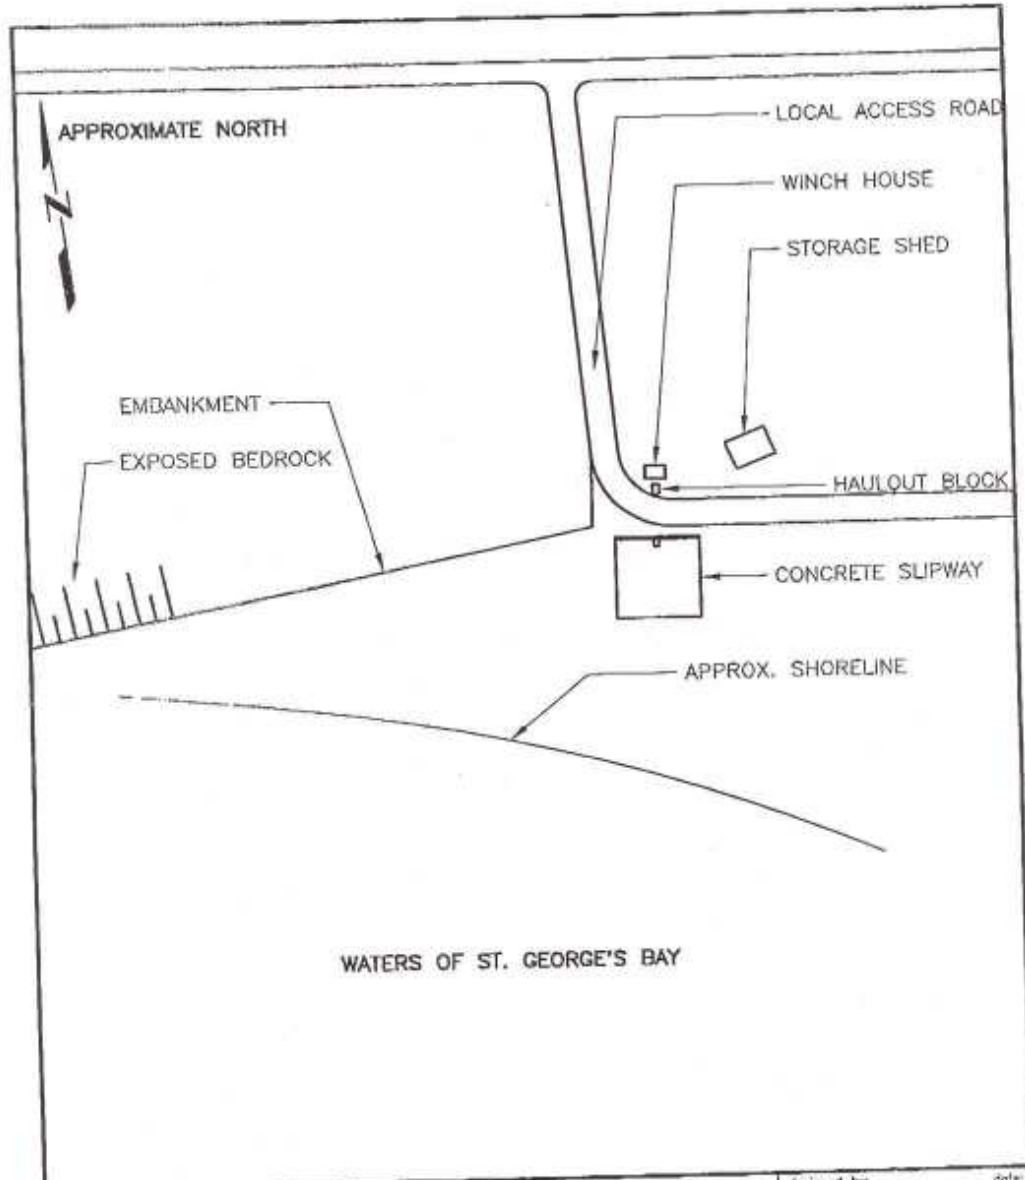 APPROXIMATE NORTH
LOCAL ACCESS ROAD
WINCH HOUSE
STORAGE SHED
EMBANKMENT
EXPOSED BEDROCK
HAULOUT BLOCK
CONCRETE SLIPWAY
APPROX. SHORELINE
WATERS OF ST. GEORGE'S BAY